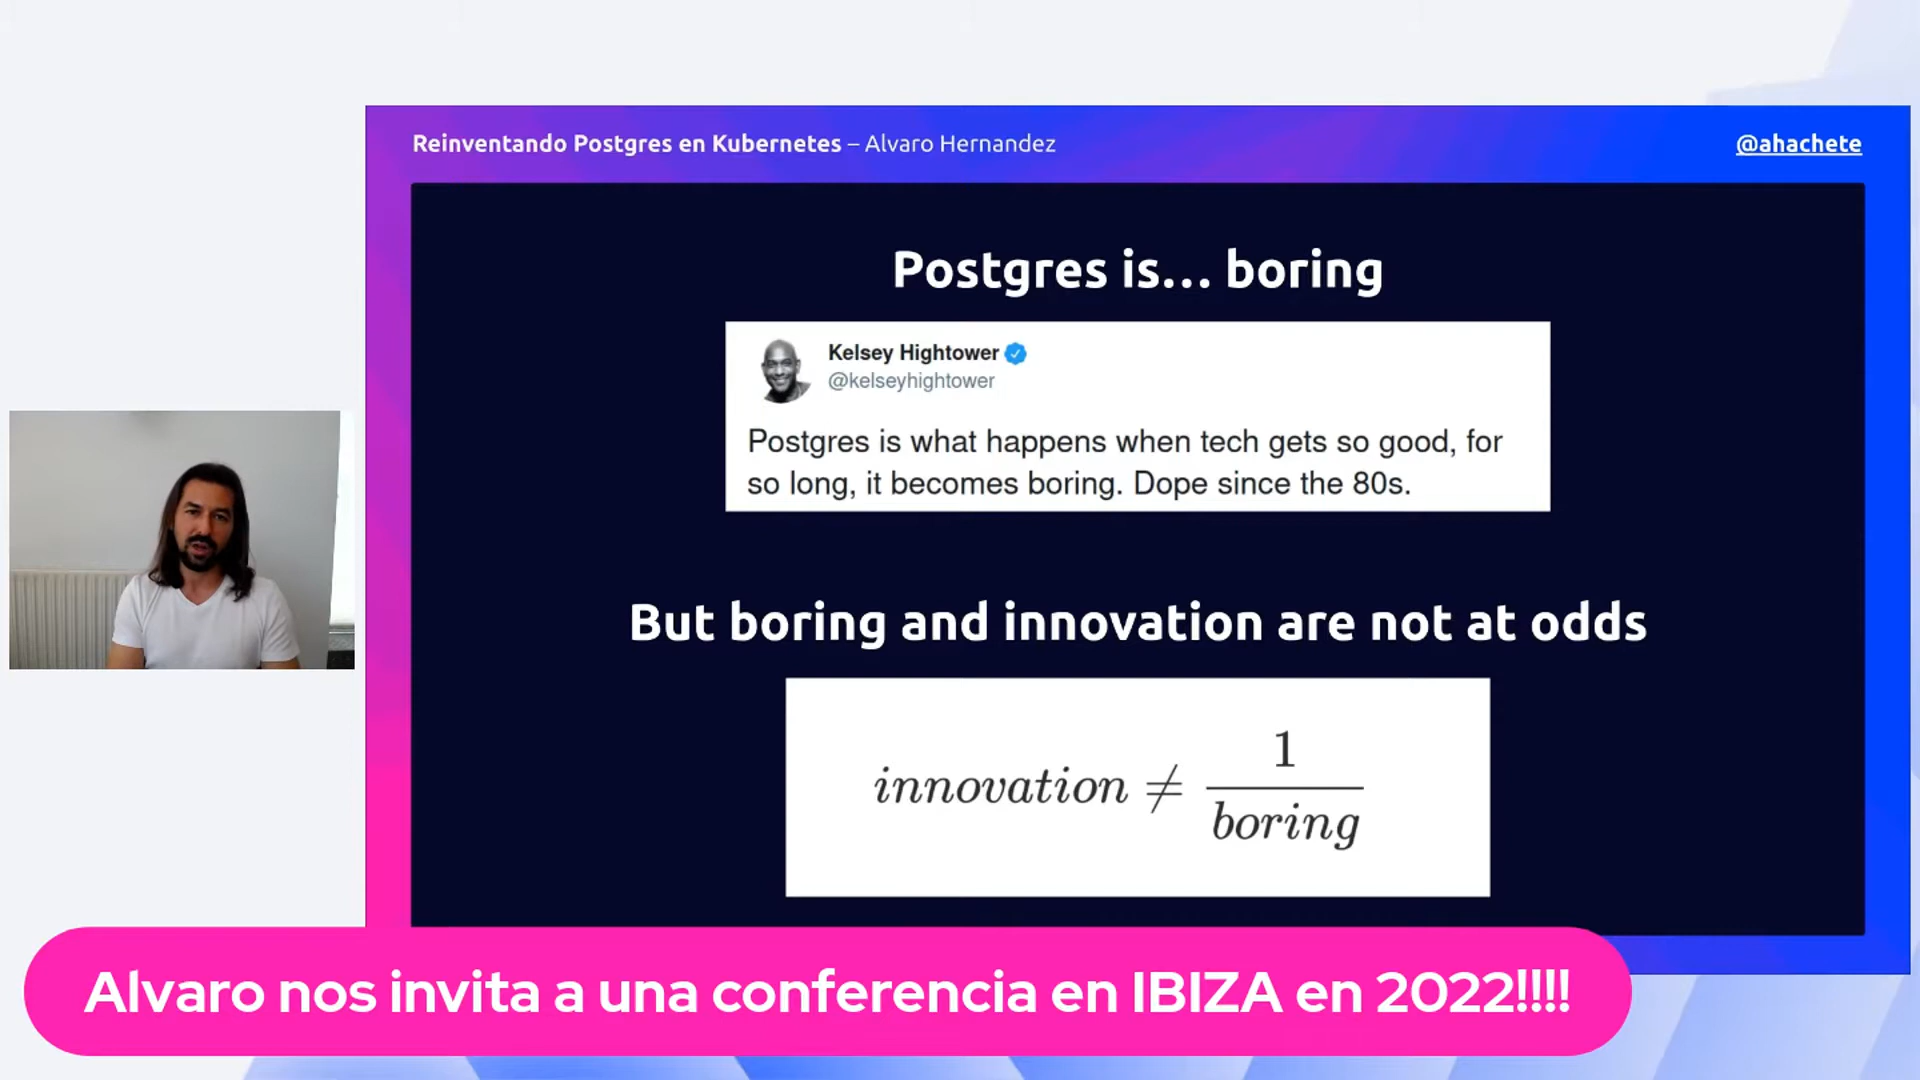 Reinventando Postgres en Kubernetes – Alvaro Hernandez
@ahachete
Postgres is... boring
Kelsey Hightower
@kelseyhightower
Postgres is what happens when tech gets so good, for
so long, it becomes boring. Dope since the 80s.
But boring and innovation are not at odds
innovation ≠ 1/boring
Alvaro nos invita a una conferencia en IBIZA en 2022!!!!